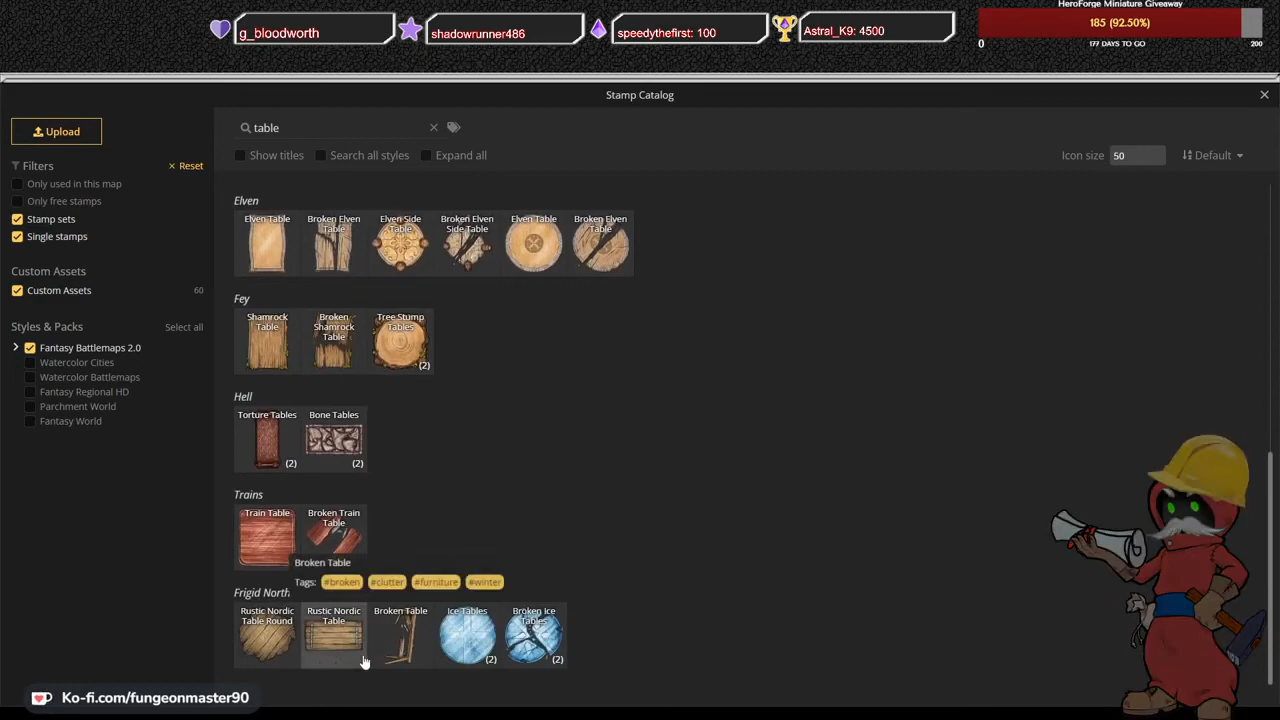 HeroForge Miniature Giveaway
g_bloodworth
shadowrunner486
speedythefirst: 100
Astral_K9: 4500
185 (92.50%)
0
177 DAYS TO GO
200
Stamp Catalog
Upload
Filters
Reset
Only used in this map
Only free stamps
Stamp sets
Single stamps
Custom Assets
Custom Assets
60
Styles & Packs
Select all
Fantasy Battlemaps 2.0
Watercolor Cities
Watercolor Battlemaps
Fantasy Regional HD
Parchment World
Fantasy World
table
Show titles
Search all styles
Expand all
Icon size
50
Default
Elven
Elven Table
Broken Elven
Table
Elven Side
Table
Broken Elven
Side Table
Elven Table
Broken Elven
Table
Fey
Shamrock
Table
Broken
Shamrock
Table
Tree Stump
Tables
(2)
Hell
Torture Tables
(2)
Bone Tables
(2)
Trains
Train Table
Broken Train
Table
Broken Table
Tags: #broken #clutter #furniture #winter
Frigid North
Rustic Nordic
Table Round
Rustic Nordic
Table
Broken Table
Ice Tables
(2)
Broken Ice
Tables
(2)
Ko-fi.com/fungeonmaster90